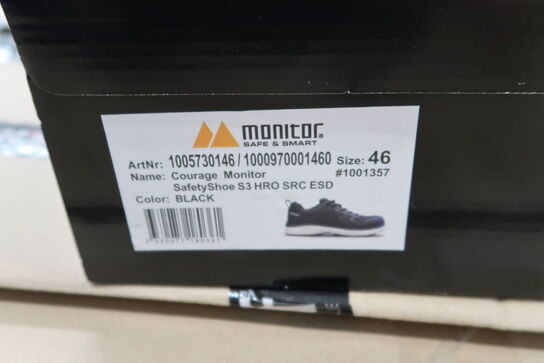 monitor
SAFE & SMART
ArtNr: 1005730146 / 1000970001460 Size: 46
Name: Courage Monitor #1001357
SafetyShoe S3 HRO SRC ESD
Color: BLACK